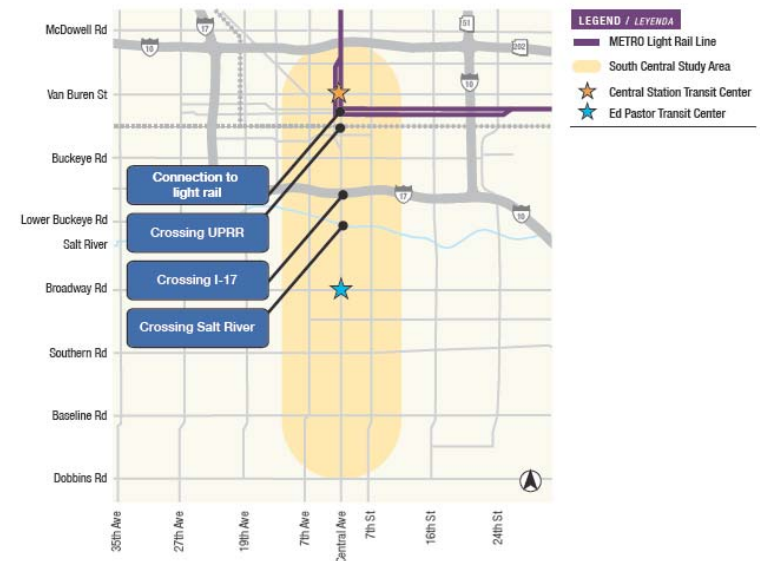 McDowell Rd
Van Buren St
Buckeye Rd
Lower Buckeye Rd
Salt River
Broadway Rd
Southern Rd
Baseline Rd
Dobbins Rd
17
51
10
202
10
17
10
Connection to
light rail
Crossing UPRR
Crossing I-17
Crossing Salt River
35th Ave
27th Ave
19th Ave
7th Ave
Central Ave
7th St
16th St
24th St
LEGEND / LEYENDA
METRO Light Rail Line
South Central Study Area
Central Station Transit Center
Ed Pastor Transit Center